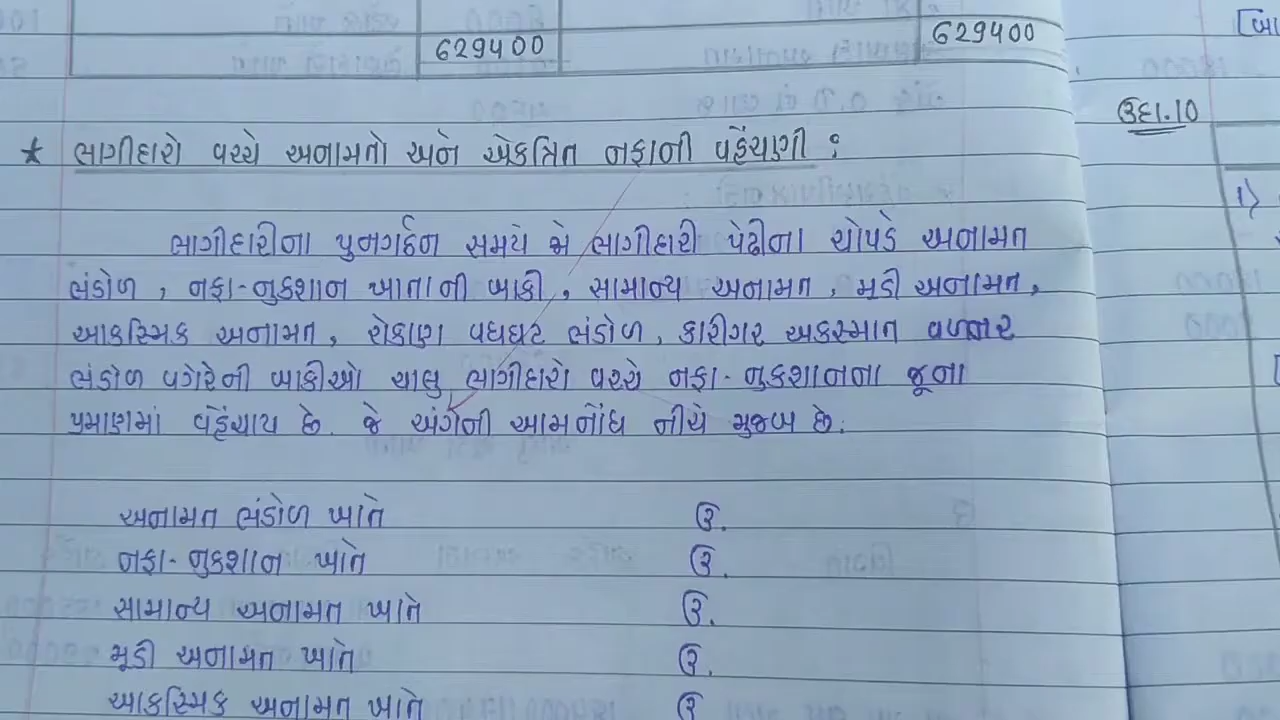 629400 629400
★ ભાગીદારો વચ્ચે અનામતો અને એકત્રિત નફાની વહેંચણી :
ભાગીદારીના પુનઃગઠન સમયે જો ભાગીદારી પેઢીના ચોપડે અનામત
ભંડોળ, નફા-નુકશાન ખાતાની બાકી, સામાન્ય અનામત, મૂડી અનામત,
આકસ્મિક અનામત, રોકાણ વધઘટ ભંડોળ, કારીગર અકસ્માત વળતર
ભંડોળ વગેરેની બાકીઓ ચાલુ ભાગીદારો વચ્ચે નફા-નુકશાનના જૂના
પ્રમાણમાં વહેંચાય છે. જે અંગેની આમનોંધ નીચે મુજબ છે.
અનામત ભંડોળ ખાતે ઉ.
નફા-નુકશાન ખાતે ઉ.
સામાન્ય અનામત ખાતે ઉ.
મૂડી અનામત ખાતે ઉ.
આકસ્મિક અનામત ખાતે ઉ
ઉદા.10
1)